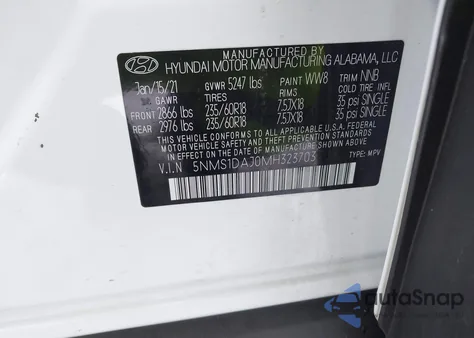 MANUFACTURED BY
HYUNDAI MOTOR MANUFACTURING ALABAMA, LLC
Jan/15/21 GVWR 5247 lbs PAINT WW8 TRIM NNB
GAWR TIRES RIMS COLD TIRE INFL
FRONT 2866 lbs 235/60R18 7.5JX18 35 psi SINGLE
REAR 2976 lbs 235/60R18 7.5JX18 35 psi SINGLE
THIS VEHICLE CONFORMS TO ALL APPLICABLE U.S.A. FEDERAL
MOTOR VEHICLE SAFETY, BUMPER, AND THEFT PREVENTION STANDARDS
IN EFFECT ON THE DATE OF MANUFACTURE SHOWN ABOVE.
V.I.N 5NMS1DAJ0MH323703 TYPE: MPV
autoSnap